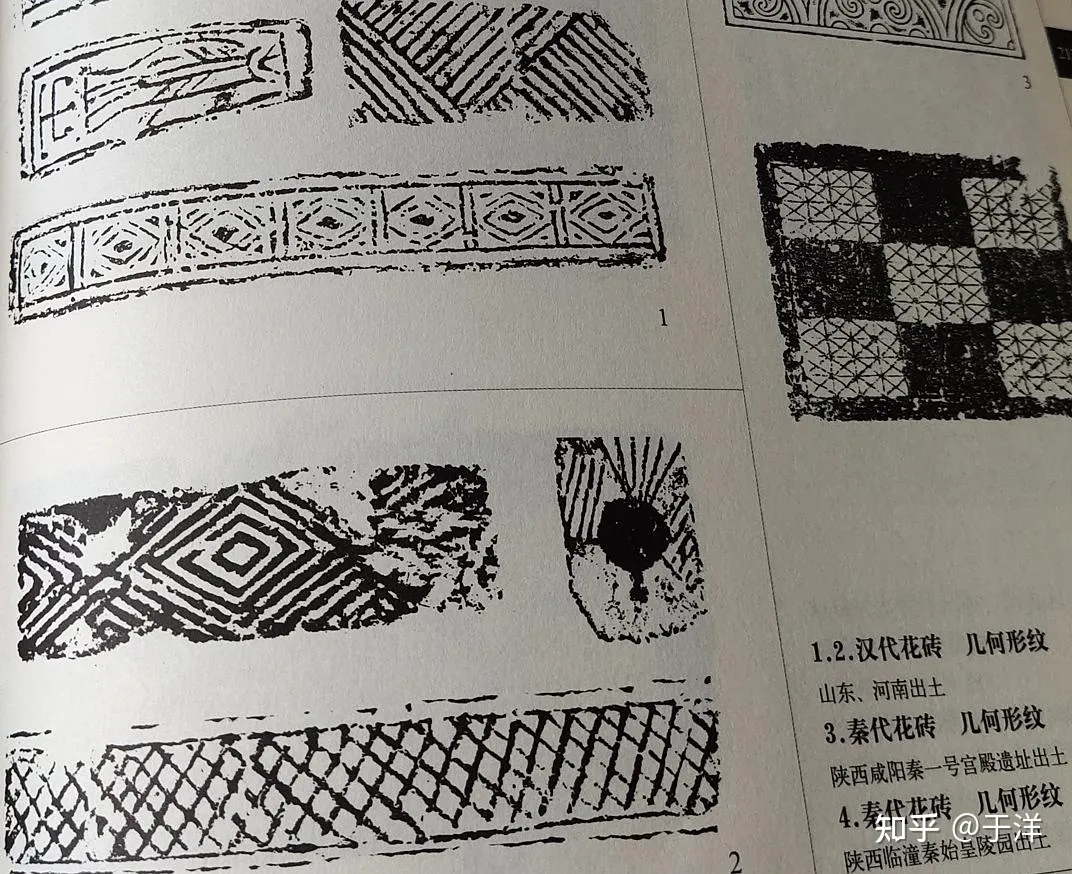 3
1
2
1.2.汉代花砖 几何形纹
山东、河南出土
3.秦代花砖 几何形纹
陕西咸阳秦一号宫殿遗址出土
4.秦代花砖 几何形纹
陕西临潼秦始皇陵园出土
知乎 @于洋